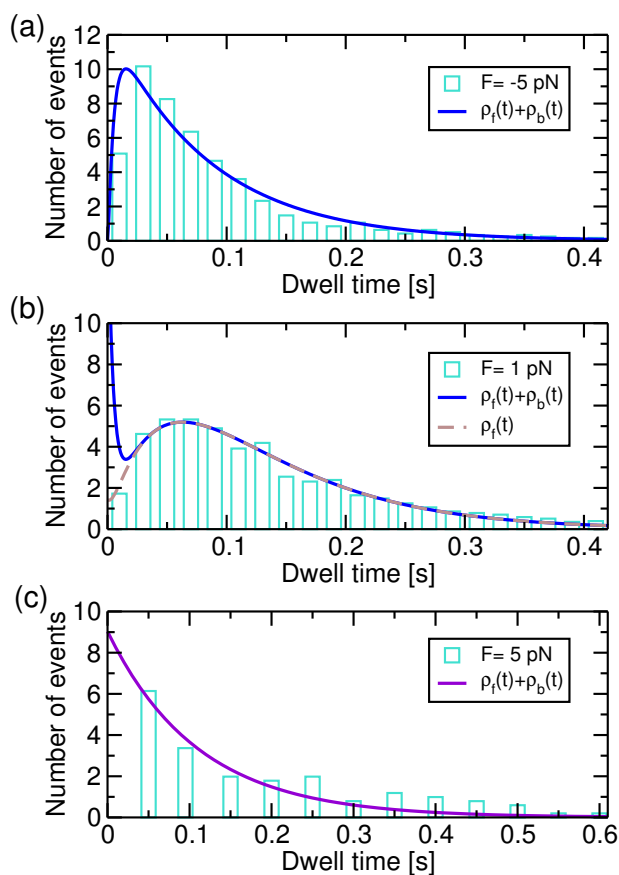 (a)
Number of events
12
10
8
6
4
2
0
F= -5 pN
ρf(t)+ρb(t)
0 0.1 0.2 0.3 0.4
Dwell time [s]
(b)
Number of events
10
8
6
4
2
0
F= 1 pN
ρf(t)+ρb(t)
ρf(t)
0 0.1 0.2 0.3 0.4
Dwell time [s]
(c)
Number of events
10
8
6
4
2
0
F= 5 pN
ρf(t)+ρb(t)
0 0.1 0.2 0.3 0.4 0.5 0.6
Dwell time [s]